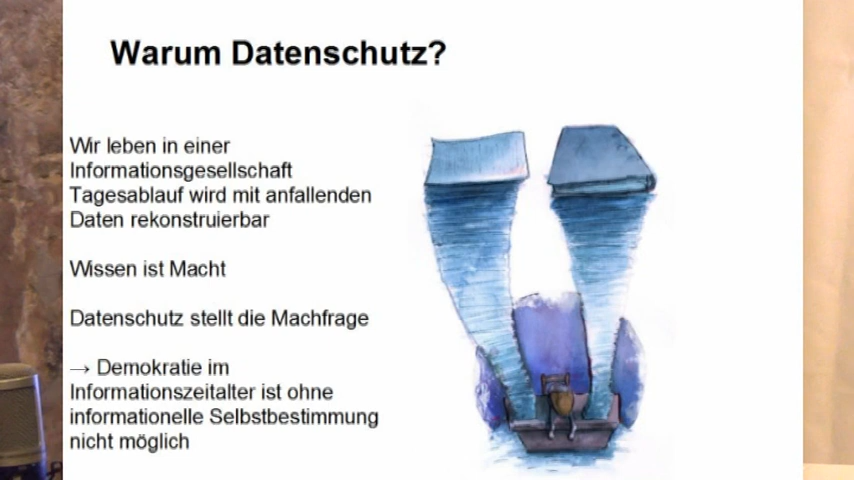 Warum Datenschutz?
Wir leben in einer
Informationsgesellschaft
Tagesablauf wird mit anfallenden
Daten rekonstruierbar
Wissen ist Macht
Datenschutz stellt die Machfrage
→ Demokratie im
Informationszeitalter ist ohne
informationelle Selbstbestimmung
nicht möglich